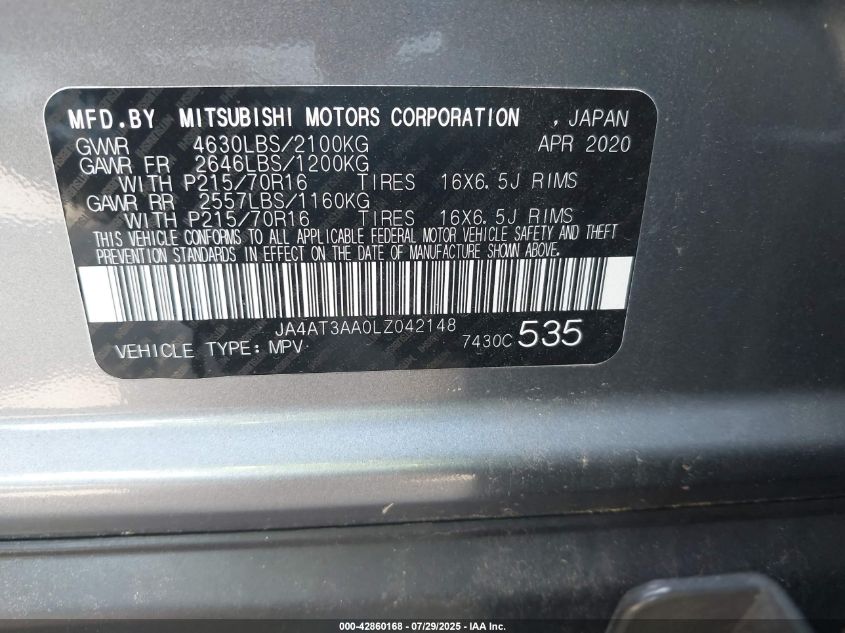 MFD.BY MITSUBISHI MOTORS CORPORATION , JAPAN
GVWR 4630LBS/2100KG APR 2020
GAWR FR 2646LBS/1200KG
WITH P215/70R16 TIRES 16X6.5J RIMS
GAWR RR 2557LBS/1160KG
WITH P215/70R16 TIRES 16X6.5J RIMS
THIS VEHICLE CONFORMS TO ALL APPLICABLE FEDERAL MOTOR VEHICLE SAFETY AND THEFT
PREVENTION STANDARDS IN EFFECT ON THE DATE OF MANUFACTURE SHOWN ABOVE.
JA4AT3AA0LZ042148
VEHICLE TYPE: MPV 7430C 535
000-42860168 - 07/29/2025 - IAA Inc.